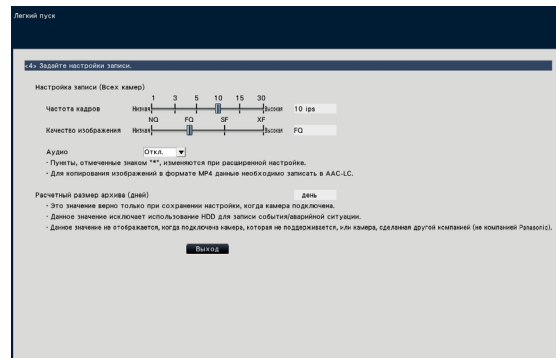 Легкий пуск
<4> Задайте настройки записи.
Настройка записи (Всех камер)
1 3 5 10 15 30
Частота кадров Низкая Высокая 10 ips
NQ FQ SF XF
Качество изображения Низкая Высокая FQ
Аудио Откл.
· Пункты, отмеченные знаком "*", изменяются при расширенной настройке.
· Для копирования изображений в формате MP4 данные необходимо записать в AAC-LC.
Расчетный размер архива (дней) день
· Это значение верно только при сохранении настройки, когда камера подключена.
· Данное значение исключает использование HDD для записи события/аварийной ситуации.
· Данное значение не отображается, когда подключена камера, которая не поддерживается, или камера, сделанная другой компанией (не компанией Panasonic).
Выход